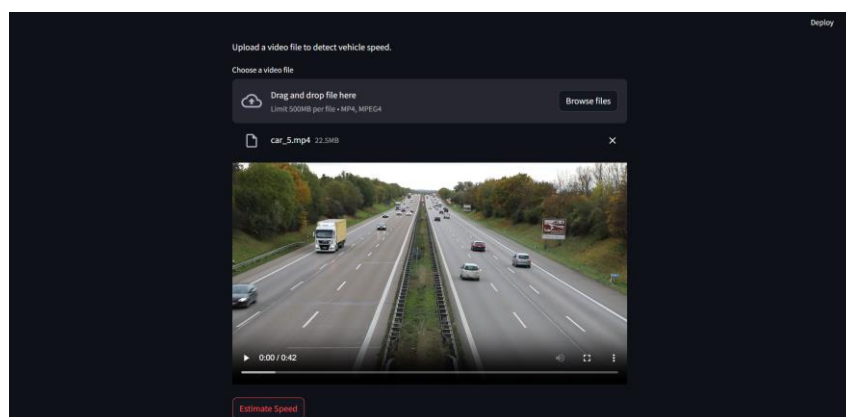 Deploy
Upload a video file to detect vehicle speed.
Choose a video file
Drag and drop file here
Limit 500MB per file • MP4, MPEG4
Browse files
car_5.mp4 22.5MB
0:00 / 0:42
Estimate Speed